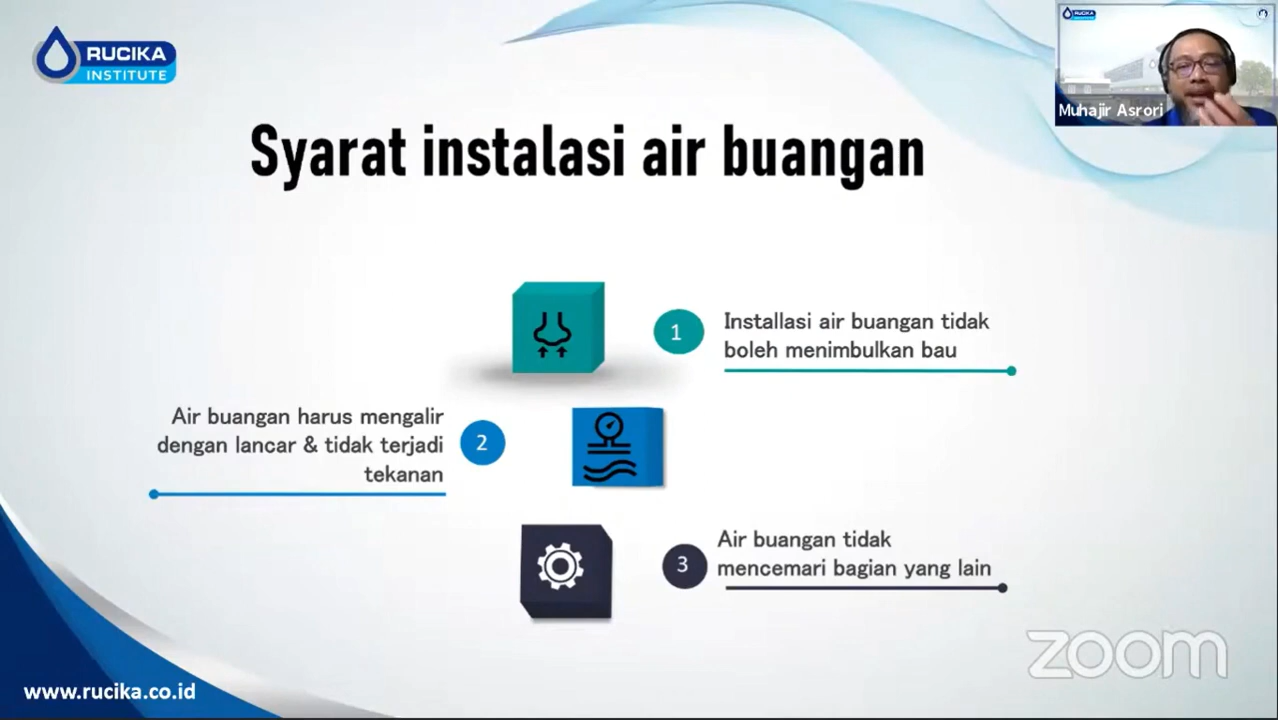 RUCIKA
INSTITUTE
Muhajir Asrori
Syarat instalasi air buangan
1
Installasi air buangan tidak
boleh menimbulkan bau
Air buangan harus mengalir
dengan lancar & tidak terjadi
tekanan
2
3
Air buangan tidak
mencemari bagian yang lain
zoom
www.rucika.co.id